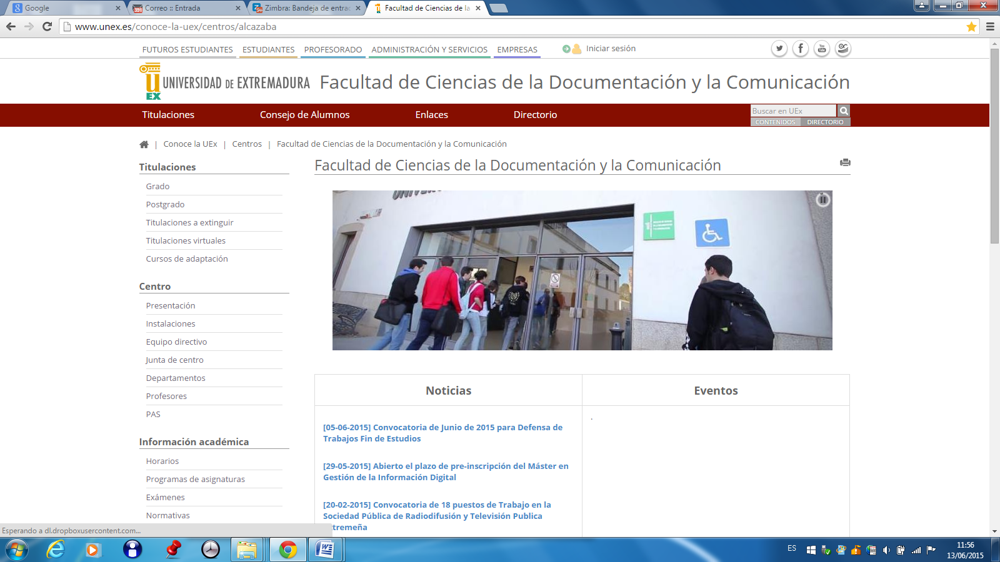 Google
Correo :: Entrada
Zimbra: Bandeja de entrac
Facultad de Ciencias de la
www.unex.es/conoce-la-uex/centros/alcazaba
FUTUROS ESTUDIANTES ESTUDIANTES PROFESORADO ADMINISTRACIÓN Y SERVICIOS EMPRESAS Iniciar sesión
UNIVERSIDAD DE EXTREMADURA
EX
Facultad de Ciencias de la Documentación y la Comunicación
Titulaciones Consejo de Alumnos Enlaces Directorio
Buscar en UEx
CONTENIDOS DIRECTORIO
Conoce la UEx | Centros | Facultad de Ciencias de la Documentación y la Comunicación
Titulaciones
Grado
Postgrado
Titulaciones a extinguir
Titulaciones virtuales
Cursos de adaptación
Centro
Presentación
Instalaciones
Equipo directivo
Junta de centro
Departamentos
Profesores
PAS
Información académica
Horarios
Programas de asignaturas
Exámenes
Normativas
Facultad de Ciencias de la Documentación y la Comunicación
Noticias
[05-06-2015] Convocatoria de Junio de 2015 para Defensa de
Trabajos Fin de Estudios
[29-05-2015] Abierto el plazo de pre-inscripción del Máster en
Gestión de la Información Digital
[20-02-2015] Convocatoria de 18 puestos de Trabajo en la
Sociedad Pública de Radiodifusión y Televisión Publica
tremeña
Eventos
.
Esperando a dl.dropboxusercontent.com...
ES
11:56
13/06/2015